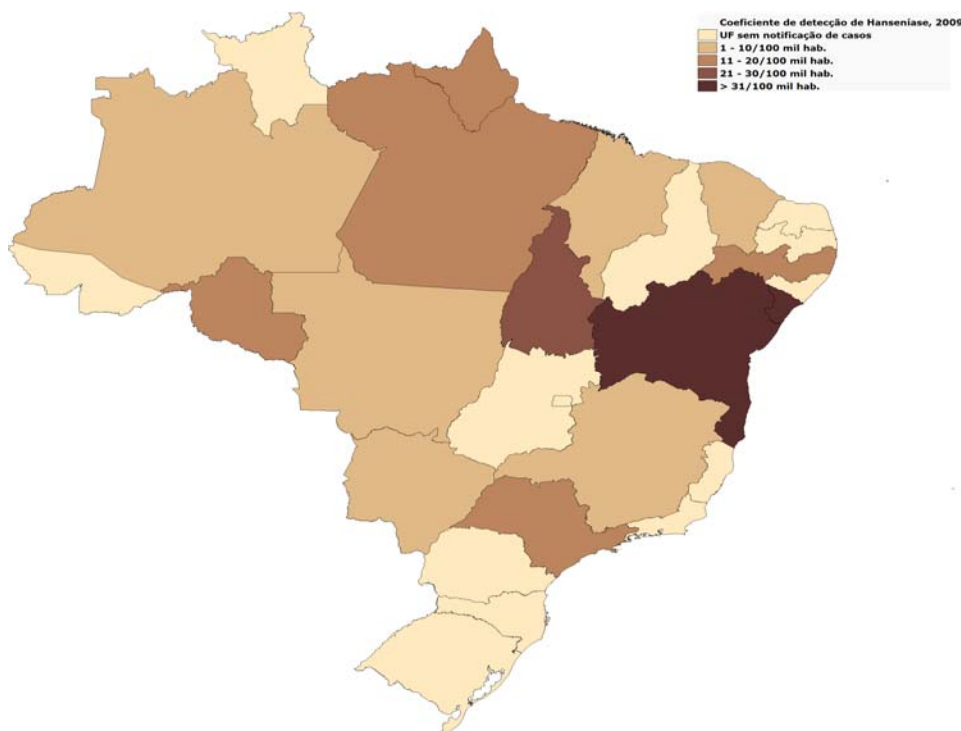 Coeficiente de detecção de Hanseníase, 2009
UF sem notificação de casos
1 - 10/100 mil hab.
11 - 20/100 mil hab.
21 - 30/100 mil hab.
> 31/100 mil hab.